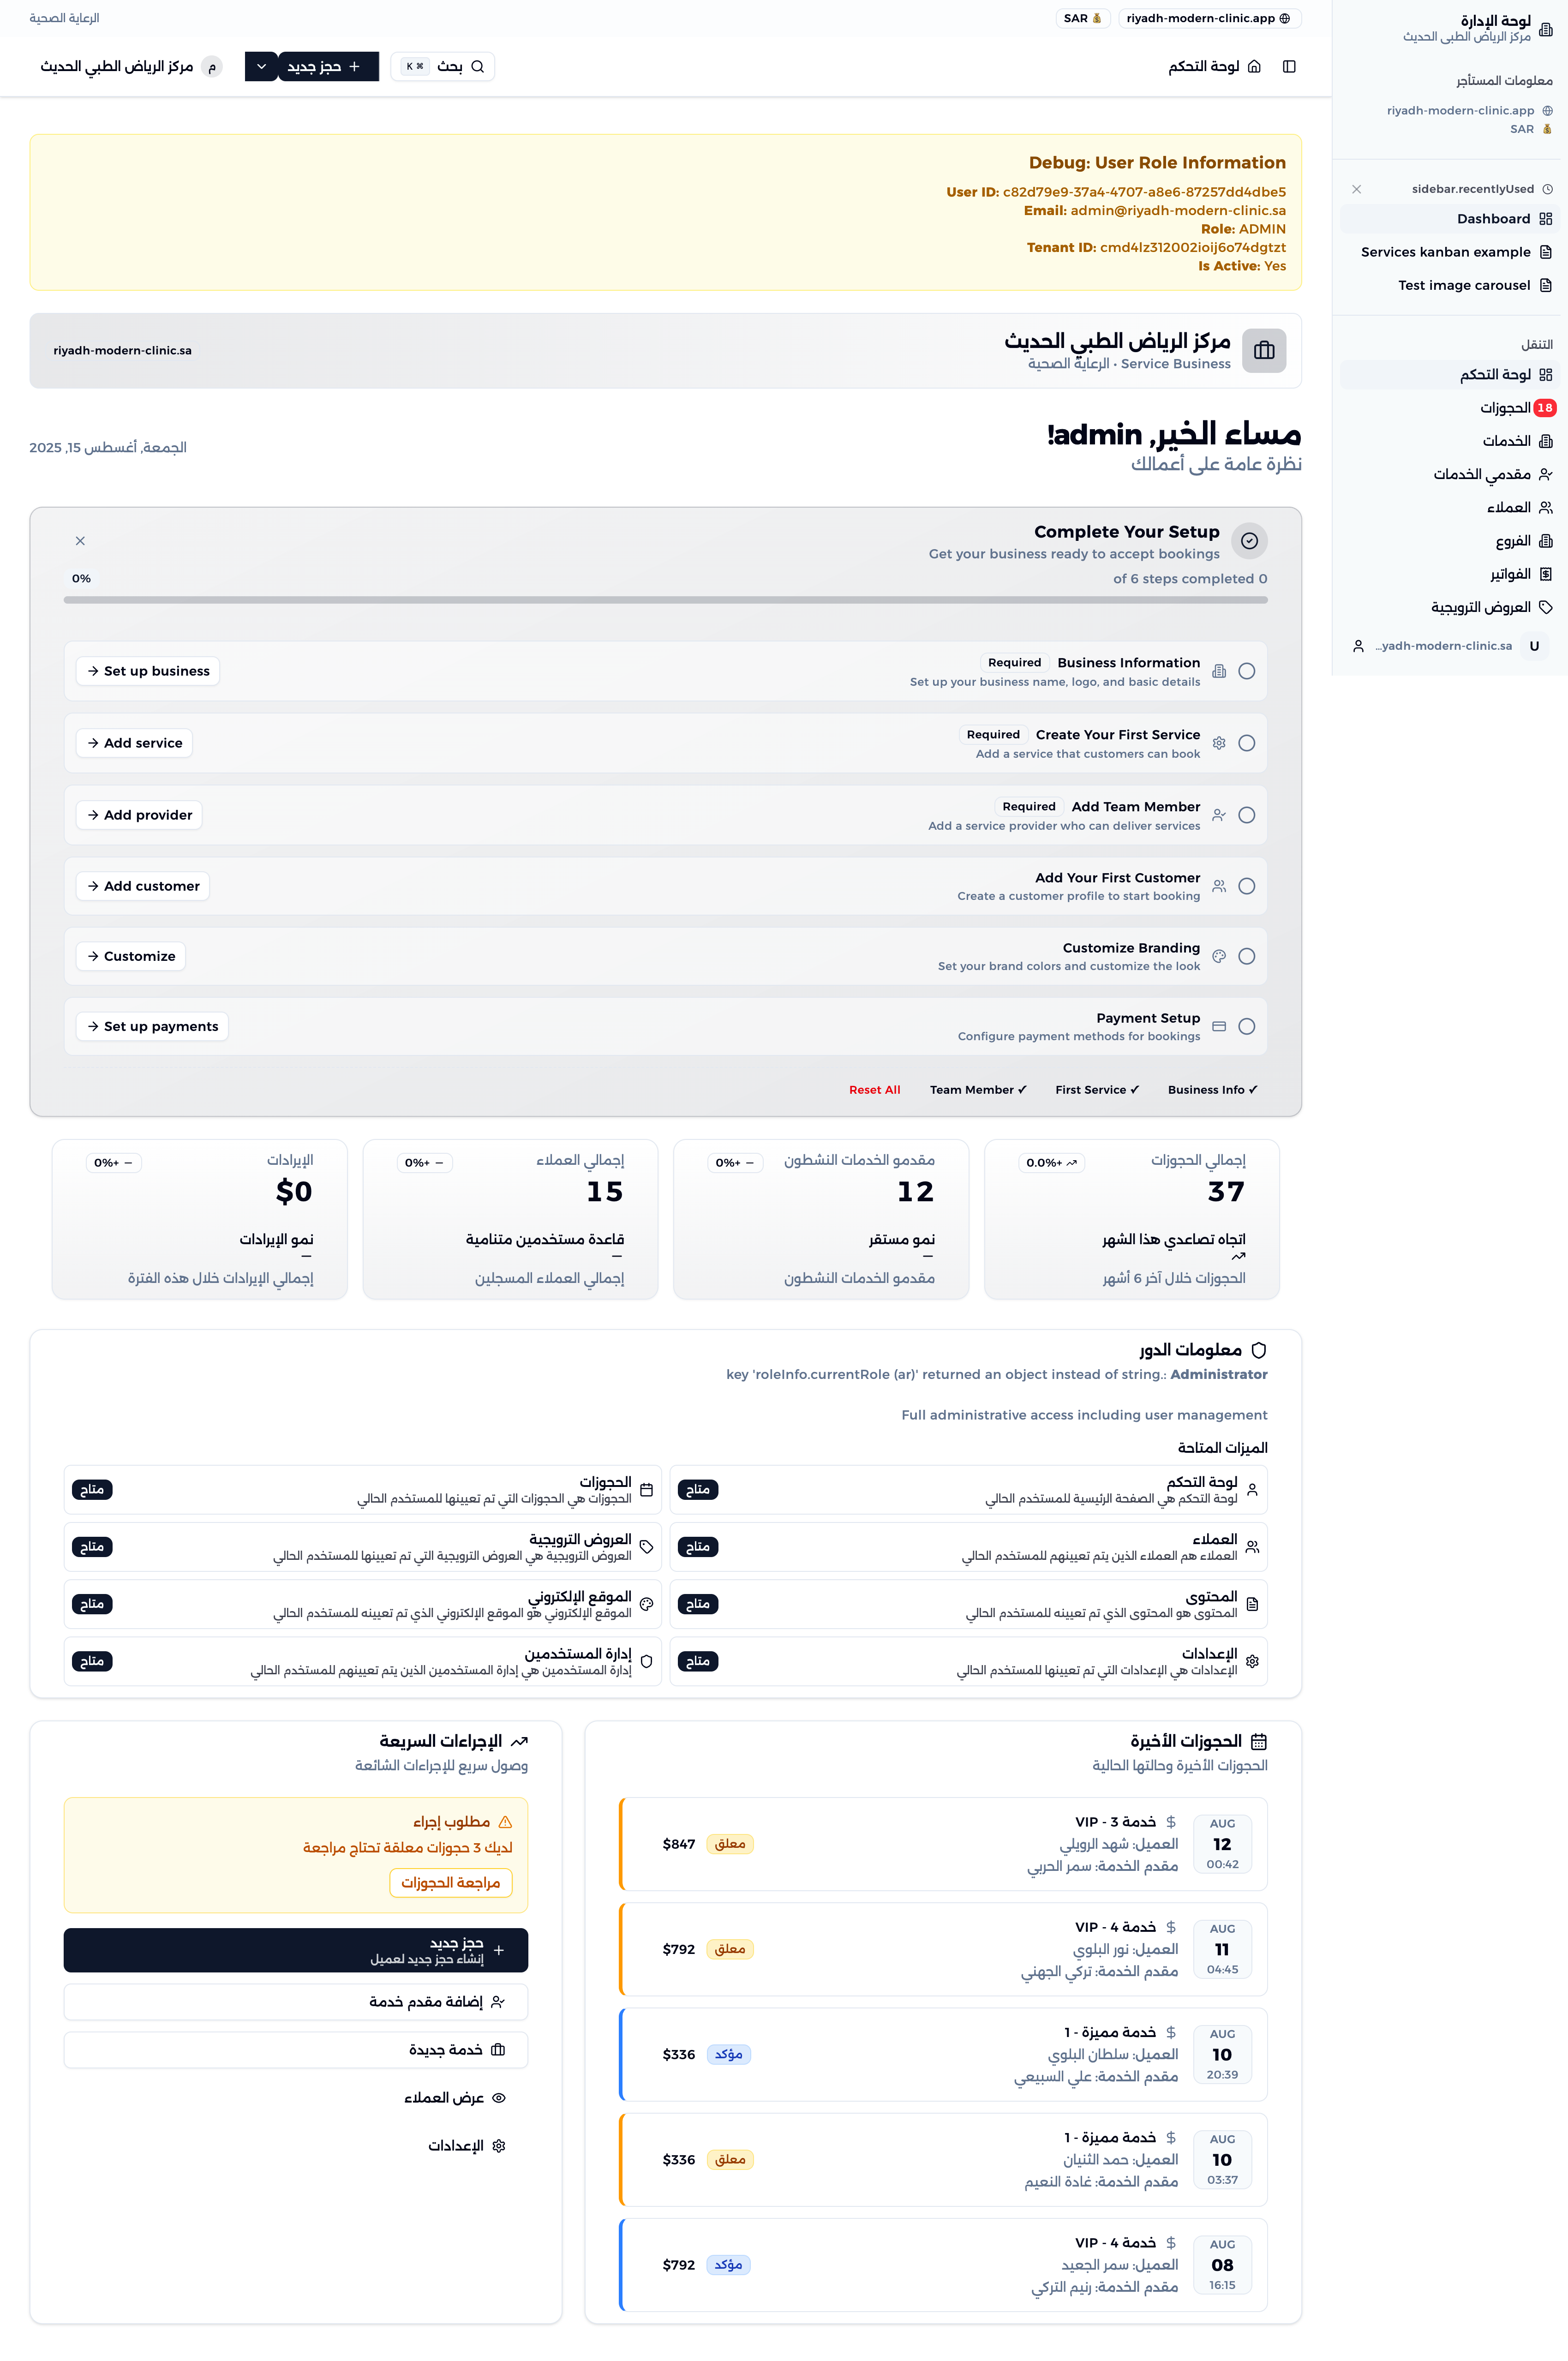 لوحة الإدارة
مركز الرياض الطبي الحديث
معلومات المستأجر
riyadh-modern-clinic.app
SAR
sidebar.recentlyUsed
Dashboard
Services kanban example
Test image carousel
التنقل
لوحة التحكم
18 الحجوزات
الخدمات
مقدمي الخدمات
العملاء
الفروع
الفواتير
العروض الترويجية
U
...yadh-modern-clinic.sa
riyadh-modern-clinic.app
SAR
الرعاية الصحية
لوحة التحكم
بحث
⌘ K
حجز جديد
م
مركز الرياض الطبي الحديث
Debug: User Role Information
User ID: c82d79e9-37a4-4707-a8e6-87257dd4dbe5
Email: admin@riyadh-modern-clinic.sa
Role: ADMIN
Tenant ID: cmd4lz312002ioij6o74dgtzt
Is Active: Yes
مركز الرياض الطبي الحديث
Service Business • الرعاية الصحية
riyadh-modern-clinic.sa
مساء الخير, admin!
نظرة عامة على أعمالك
الجمعة, أغسطس 15, 2025
Complete Your Setup
Get your business ready to accept bookings
of 6 steps completed 0
0%
Business Information Required
Set up your business name, logo, and basic details
→ Set up business
Create Your First Service Required
Add a service that customers can book
→ Add service
Add Team Member Required
Add a service provider who can deliver services
→ Add provider
Add Your First Customer
Create a customer profile to start booking
→ Add customer
Customize Branding
Set your brand colors and customize the look
→ Customize
Payment Setup
Configure payment methods for bookings
→ Set up payments
Business Info ✓
First Service ✓
Team Member ✓
Reset All
إجمالي الحجوزات
0.0%+
37
اتجاه تصاعدي هذا الشهر
الحجوزات خلال آخر 6 أشهر
مقدمو الخدمات النشطون
0%+
12
نمو مستقر
مقدمو الخدمات النشطون
إجمالي العملاء
0%+
15
قاعدة مستخدمين متنامية
إجمالي العملاء المسجلين
الإيرادات
0%+
$0
نمو الإيرادات
إجمالي الإيرادات خلال هذه الفترة
معلومات الدور
key 'roleInfo.currentRole (ar)' returned an object instead of string.: Administrator
Full administrative access including user management
الميزات المتاحة
لوحة التحكم
لوحة التحكم هي الصفحة الرئيسية للمستخدم الحالي
متاح
الحجوزات
الحجوزات هي الحجوزات التي تم تعيينها للمستخدم الحالي
متاح
العملاء
العملاء هم العملاء الذين يتم تعيينهم للمستخدم الحالي
متاح
العروض الترويجية
العروض الترويجية هي العروض الترويجية التي تم تعيينها للمستخدم الحالي
متاح
المحتوى
المحتوى هو المحتوى الذي تم تعيينه للمستخدم الحالي
متاح
الموقع الإلكتروني
الموقع الإلكتروني هو الموقع الإلكتروني الذي تم تعيينه للمستخدم الحالي
متاح
الإعدادات
الإعدادات هي الإعدادات التي تم تعيينها للمستخدم الحالي
متاح
إدارة المستخدمين
إدارة المستخدمين هي إدارة المستخدمين الذين يتم تعيينهم للمستخدم الحالي
متاح
الحجوزات الأخيرة
الحجوزات الأخيرة وحالتها الحالية
AUG
12
00:42
خدمة VIP - 3
العميل: شهد الرويلي
مقدم الخدمة: سمر الحربي
معلق
$847
AUG
11
04:45
خدمة VIP - 4
العميل: نور البلوي
مقدم الخدمة: تركي الجهني
معلق
$792
AUG
10
20:39
خدمة مميزة - 1
العميل: سلطان البلوي
مقدم الخدمة: علي السبيعي
مؤكد
$336
AUG
10
03:37
خدمة مميزة - 1
العميل: حمد الثنيان
مقدم الخدمة: غادة النعيم
معلق
$336
AUG
08
16:15
خدمة VIP - 4
العميل: سمر الجعيد
مقدم الخدمة: رنيم التركي
مؤكد
$792
الإجراءات السريعة
وصول سريع للإجراءات الشائعة
مطلوب إجراء
لديك 3 حجوزات معلقة تحتاج مراجعة
مراجعة الحجوزات
حجز جديد
إنشاء حجز جديد لعميل
إضافة مقدم خدمة
خدمة جديدة
عرض العملاء
الإعدادات